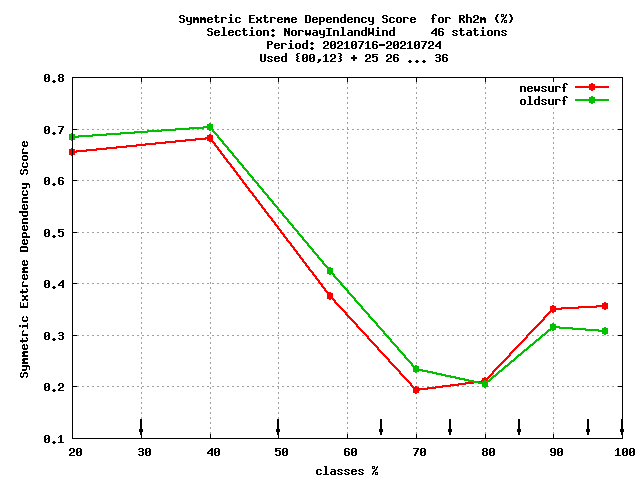 Symmetric Extreme Dependency Score  for Rh2m (%)
Selection: NorwayInlandWind     46 stations
Period: 20210716-20210724
Used {00,12} + 25 26 ... 36
newsurf
oldsurf
Symmetric Extreme Dependency Score
0.8
0.7
0.6
0.5
0.4
0.3
0.2
0.1
20 30 40 50 60 70 80 90 100
classes %